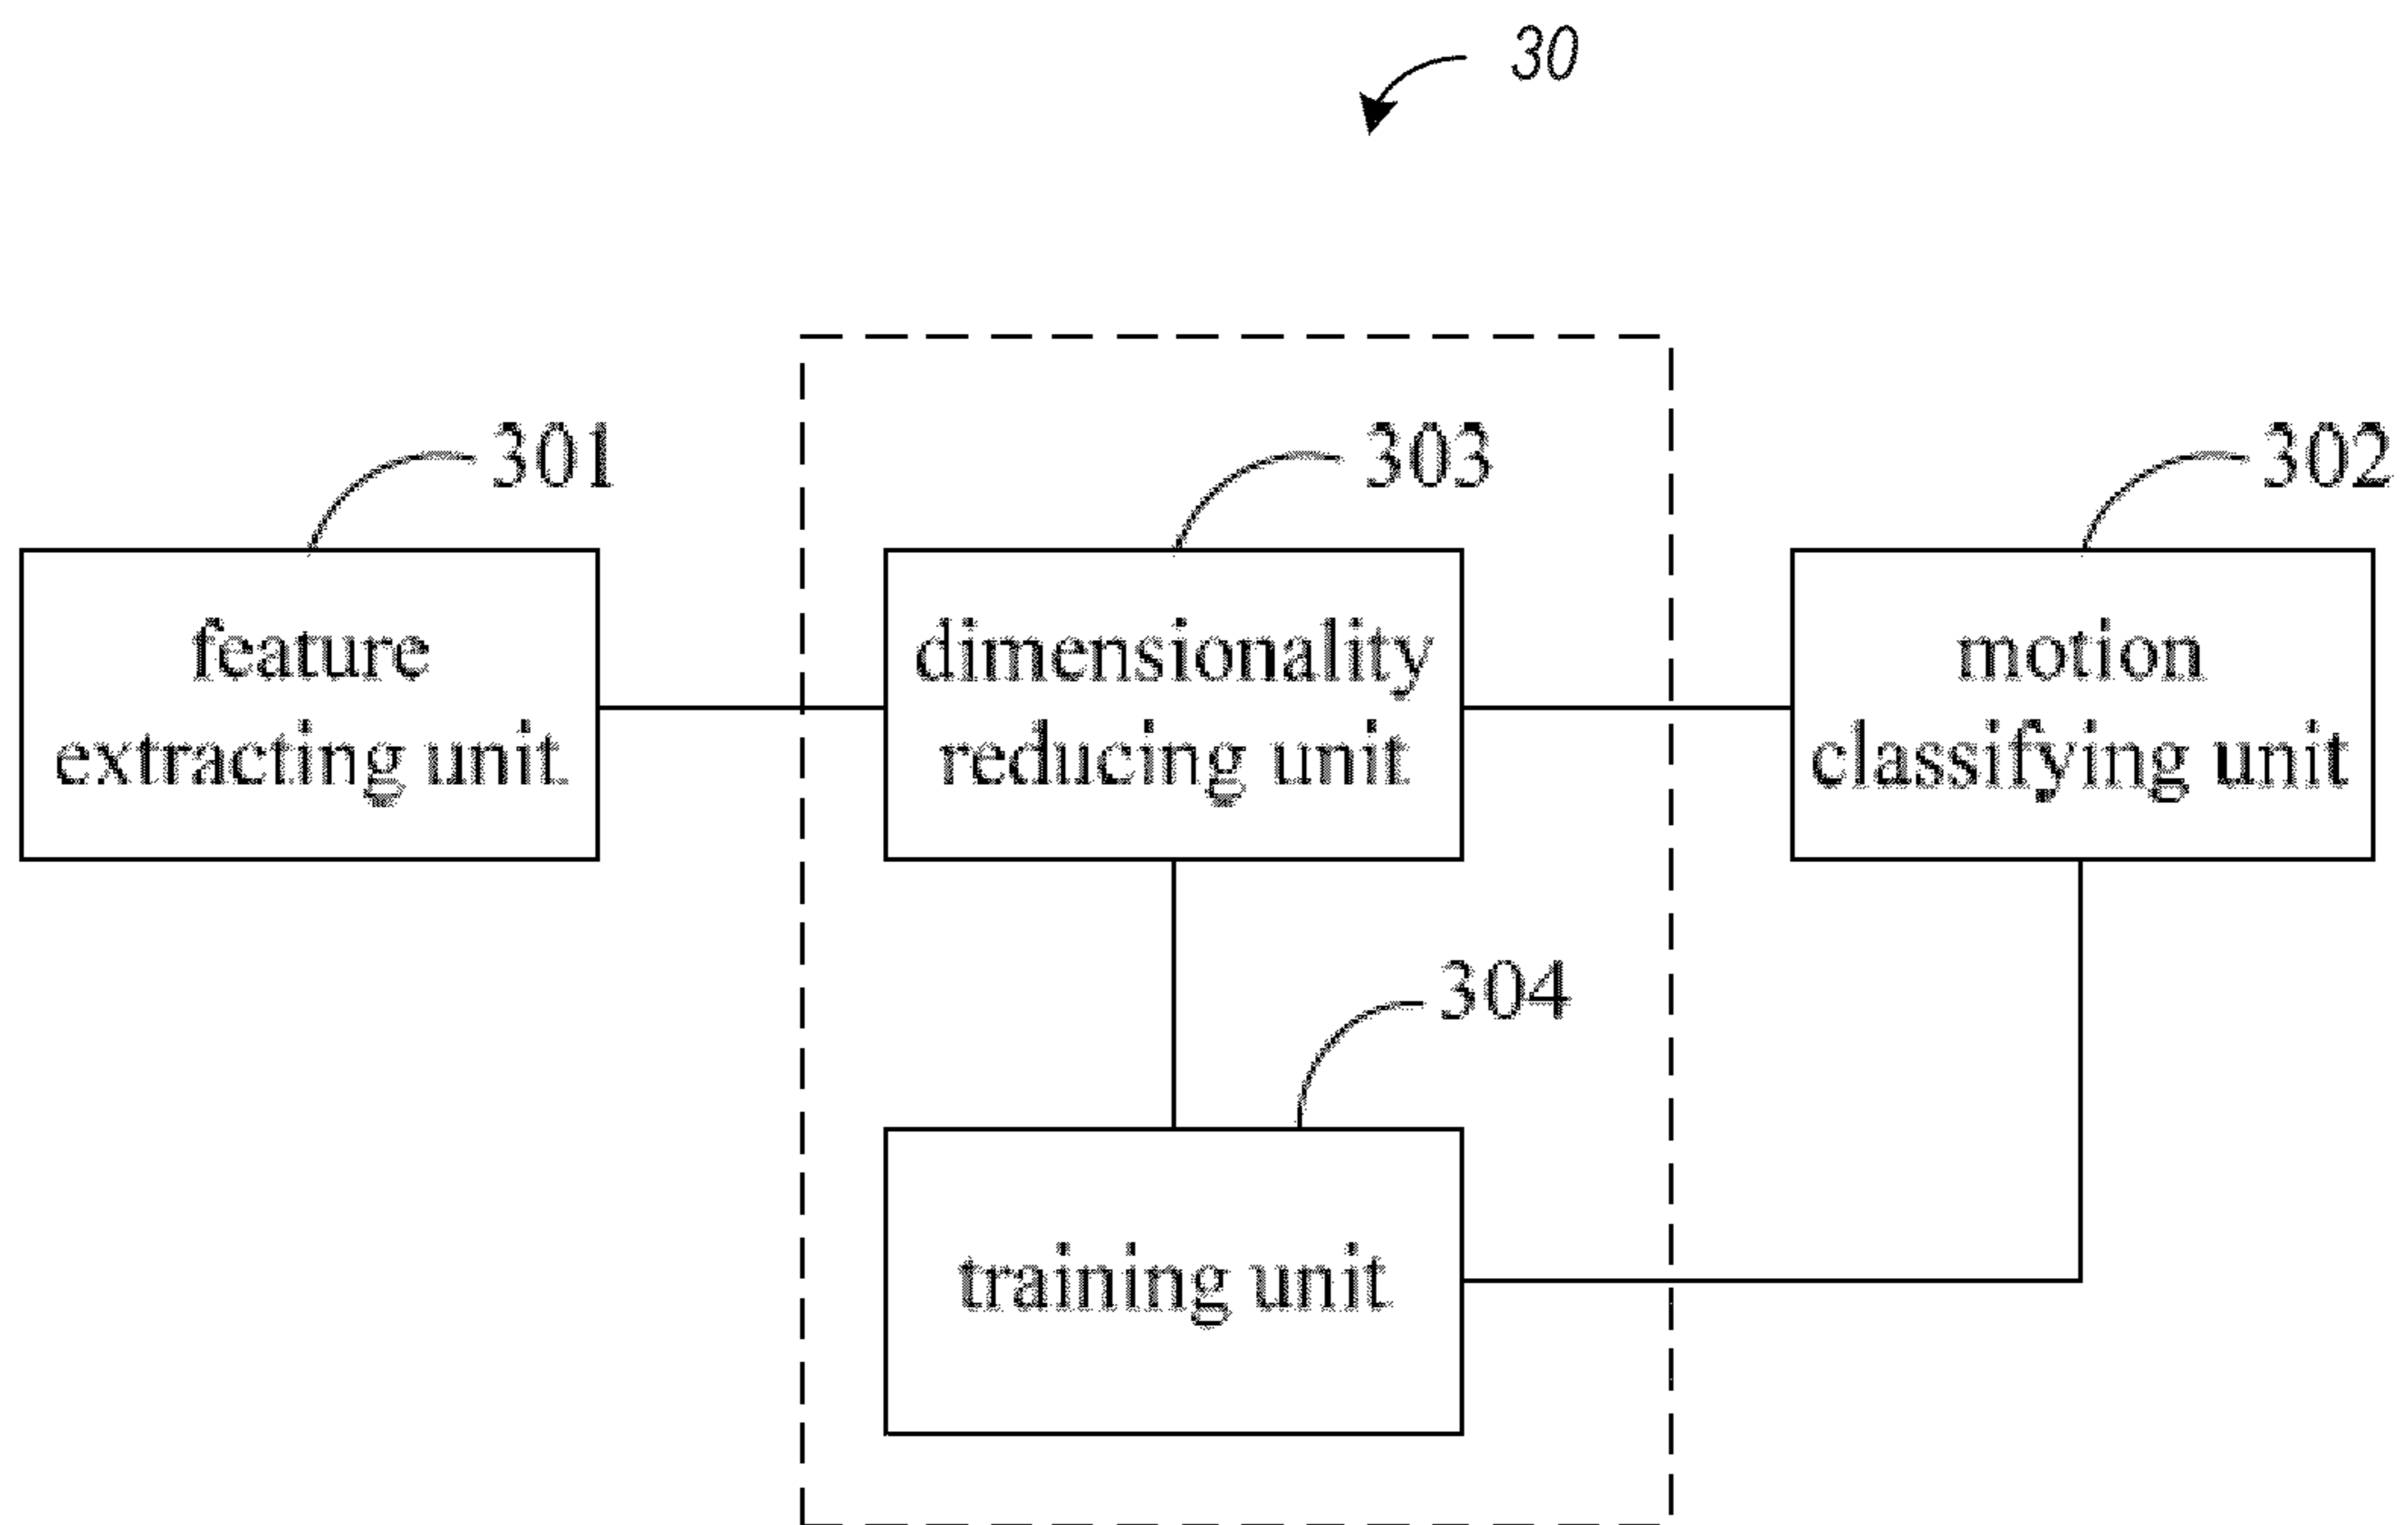 30
301
303
302
feature
extracting unit
dimensionality
reducing unit
motion
classifying unit
304
training unit